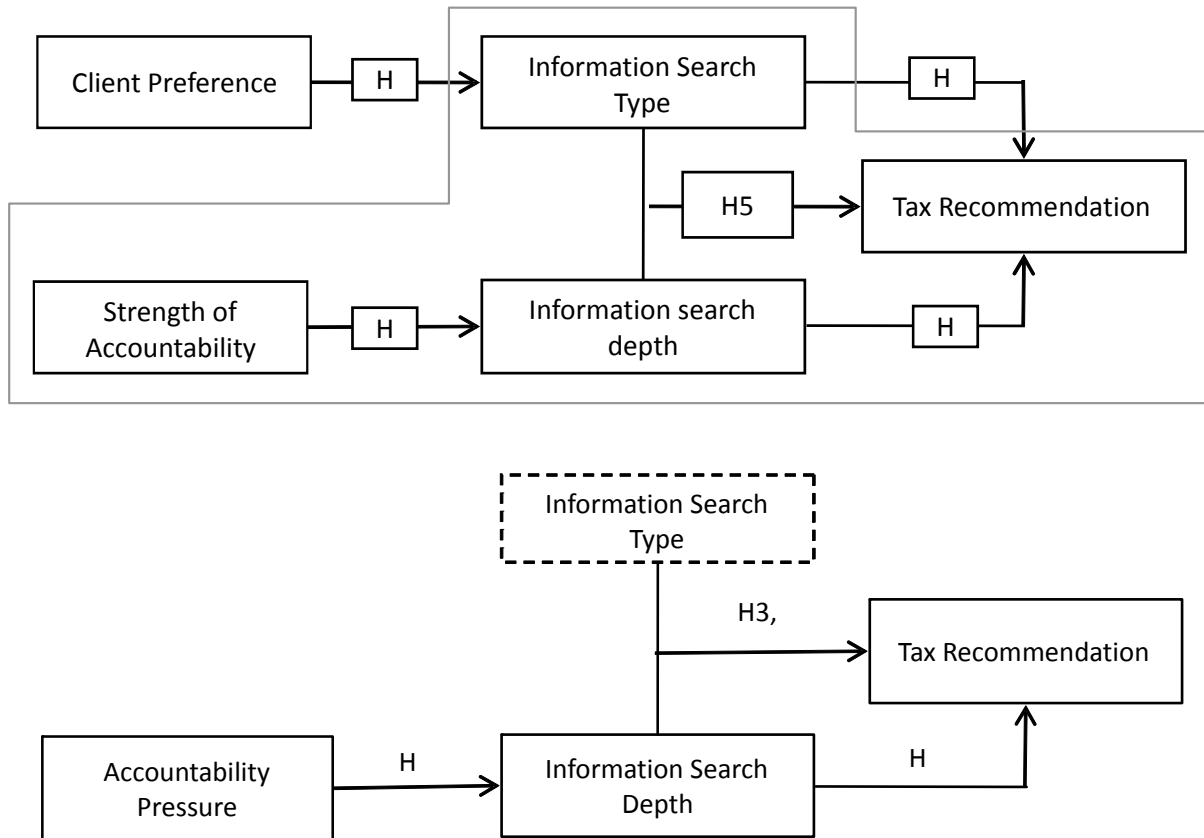 Client Preference
H
Information Search
Type
H
H5
Tax Recommendation
Strength of
Accountability
H
Information search
depth
H
Information Search
Type
H3,
Tax Recommendation
Accountability
Pressure
H
Information Search
Depth
H